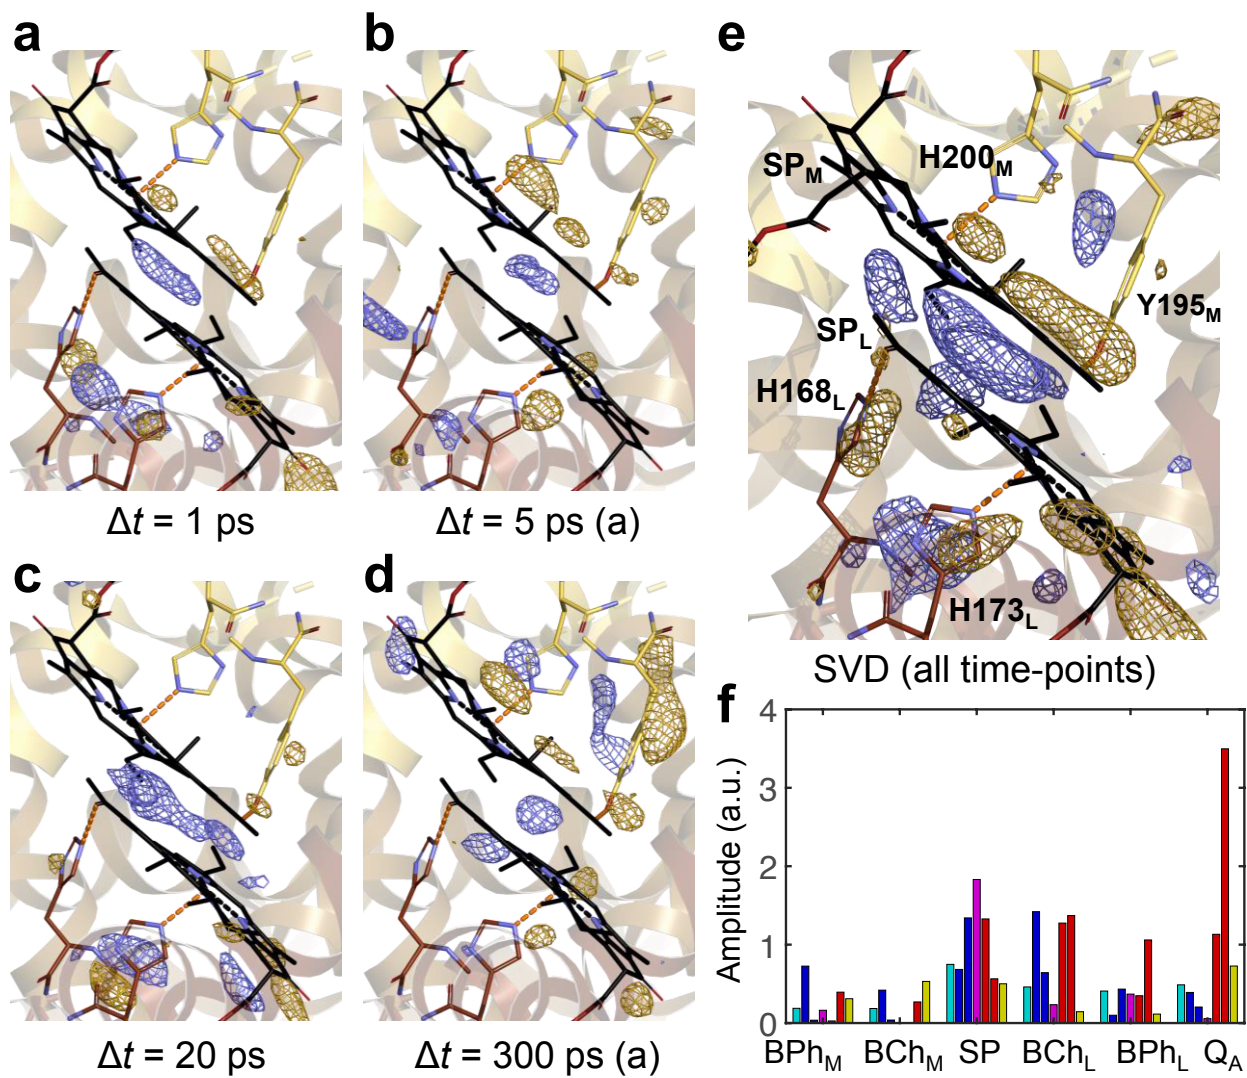 a
b
e
SP_M
H200_M
SP_L
Y195_M
H168_L
H173_L
Δt = 1 ps
Δt = 5 ps (a)
c
d
SVD (all time-points)
f
4
3
2
1
0
Amplitude (a.u.)
BPh_M BCh_M SP BCh_L BPh_L Q_A
Δt = 20 ps
Δt = 300 ps (a)